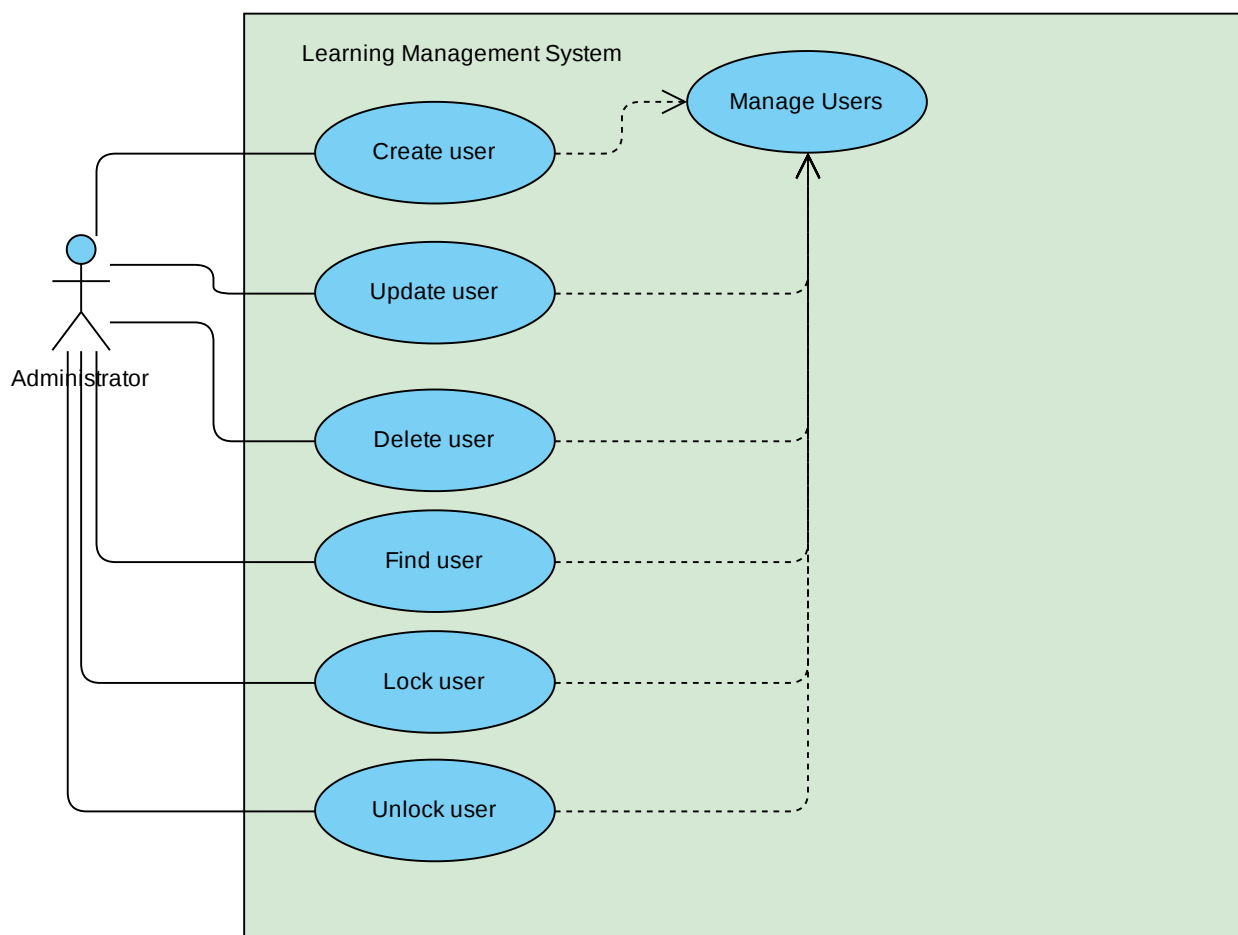 Learning Management System
Manage Users
Create user
Update user
Administrator
Delete user
Find user
Lock user
Unlock user